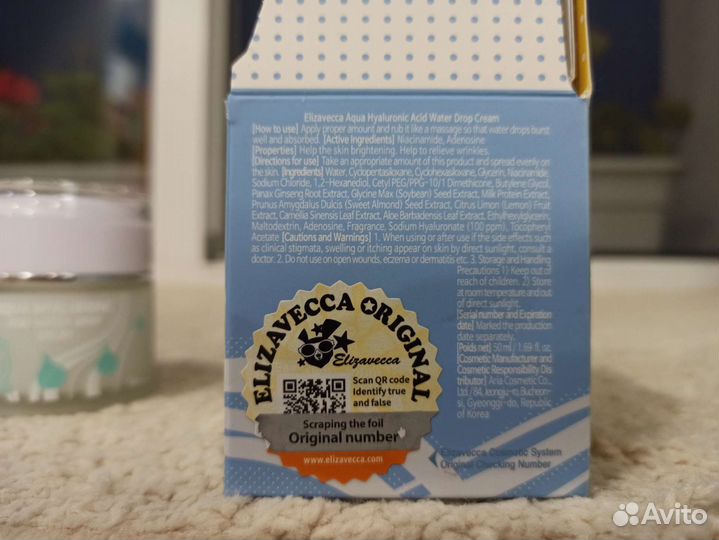 Elizavecca Aqua Hyaluronic Acid Water Drop Cream
[How to use] Apply proper amount and rub it like a massage so that water drops burst
well and absorbed. [Active Ingredients] Niacinamide, Adenosine
[Properties] Help the skin brightening. Help to relieve wrinkles.
[Directions for use] Take an appropriate amount of this product and spread evenly on
the skin. [Ingredients] Water, Cyclopentasiloxane, Cyclohexasiloxane, Glycerin, Niacinamide,
Sodium Chloride, 1,2-Hexanediol, Cetyl PEG/PPG-10/1 Dimethicone, Butylene Glycol,
Panax Ginseng Root Extract, Glycine Max (Soybean) Seed Extract, Milk Protein Extract,
Prunus Amygdalus Dulcis (Sweet Almond) Seed Extract, Citrus Limon (Lemon) Fruit
Extract, Camellia Sinensis Leaf Extract, Aloe Barbadensis Leaf Extract, Ethylhexylglycerin,
Maltodextrin, Adenosine, Fragrance, Sodium Hyaluronate (100 ppm), Tocopheryl
Acetate [Cautions and Warnings] 1. When using or after use if the side effects such
as clinical stigmata, swelling or itching appear on skin by direct sunlight, consult a
doctor. 2. Do not use on open wounds, eczema or dermatitis etc. 3. Storage and Handling
Precautions 1) Keep out of
reach of children. 2) Store
at room temperature and out
of direct sunlight.
[Serial number and Expiration
date] Marked the production
date separately.
[Poids net] 50 ml / 1.69 fl. oz.
[Cosmetic Manufacturer and
Cosmetic Responsibility Dis
tributor] Aria Cosmetic Co.,
Ltd. / 84, Ieongju-ro, Bucheon-
si, Gyeonggi-do, Republic
of Korea
ELIZAVECCA ORIGINAL
Elizavecca
Scan QR code
Identify true
and false
Scraping the foil
Original number
www.elizavecca.com
Elizavecca Cosmetic System
Original Checking Number
Avito